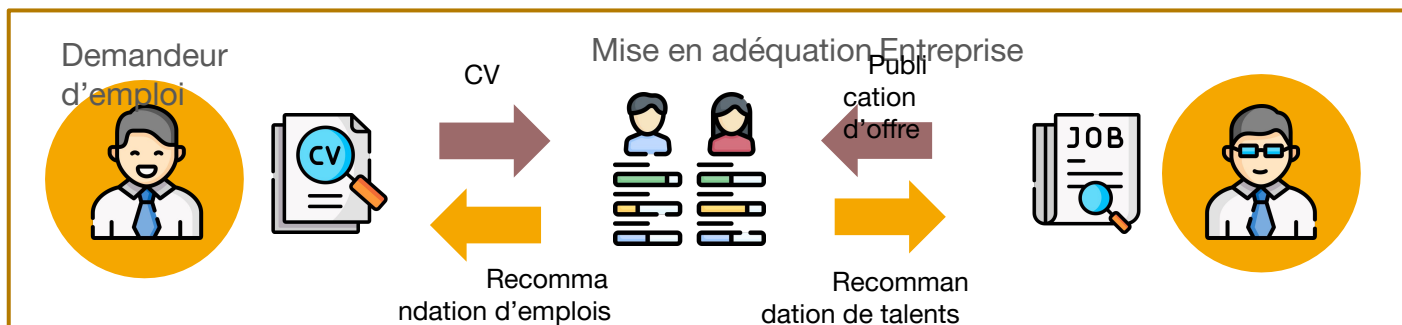 Demandeur
d’emploi
CV
CV
Mise en adéquation Entreprise
Publi
cation
d’offre
JOB
Recomma
ndation d’emplois
Recomman
dation de talents